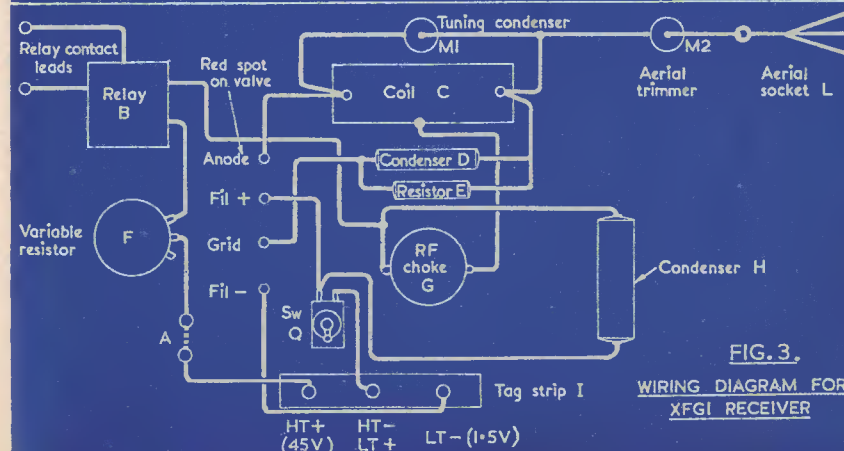 Tuning condenser
M1
M2
Relay contact
leads
Red spot
on valve
Relay
B
Coil C
Aerial
trimmer
Aerial
socket L
Anode
Condenser D
Resistor E
Fil +
Variable
resistor
F
Grid
RF
choke
G
Condenser H
Fil -
Sw
Q
A
FIG. 3.
Tag strip I
WIRING DIAGRAM FOR
XFG1 RECEIVER
HT+
(45V)
HT-
LT+
LT- (1·5V)